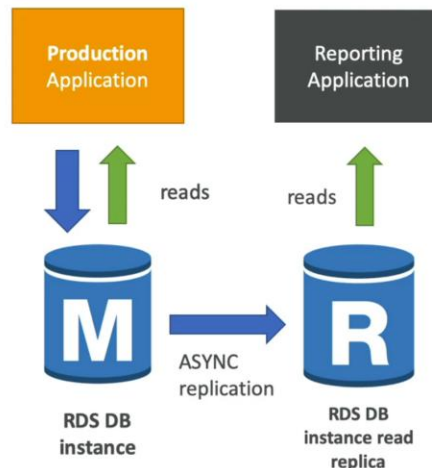 Production
Application
Reporting
Application
reads
reads
M
R
ASYNC
replication
RDS DB
instance
RDS DB
instance read
replica